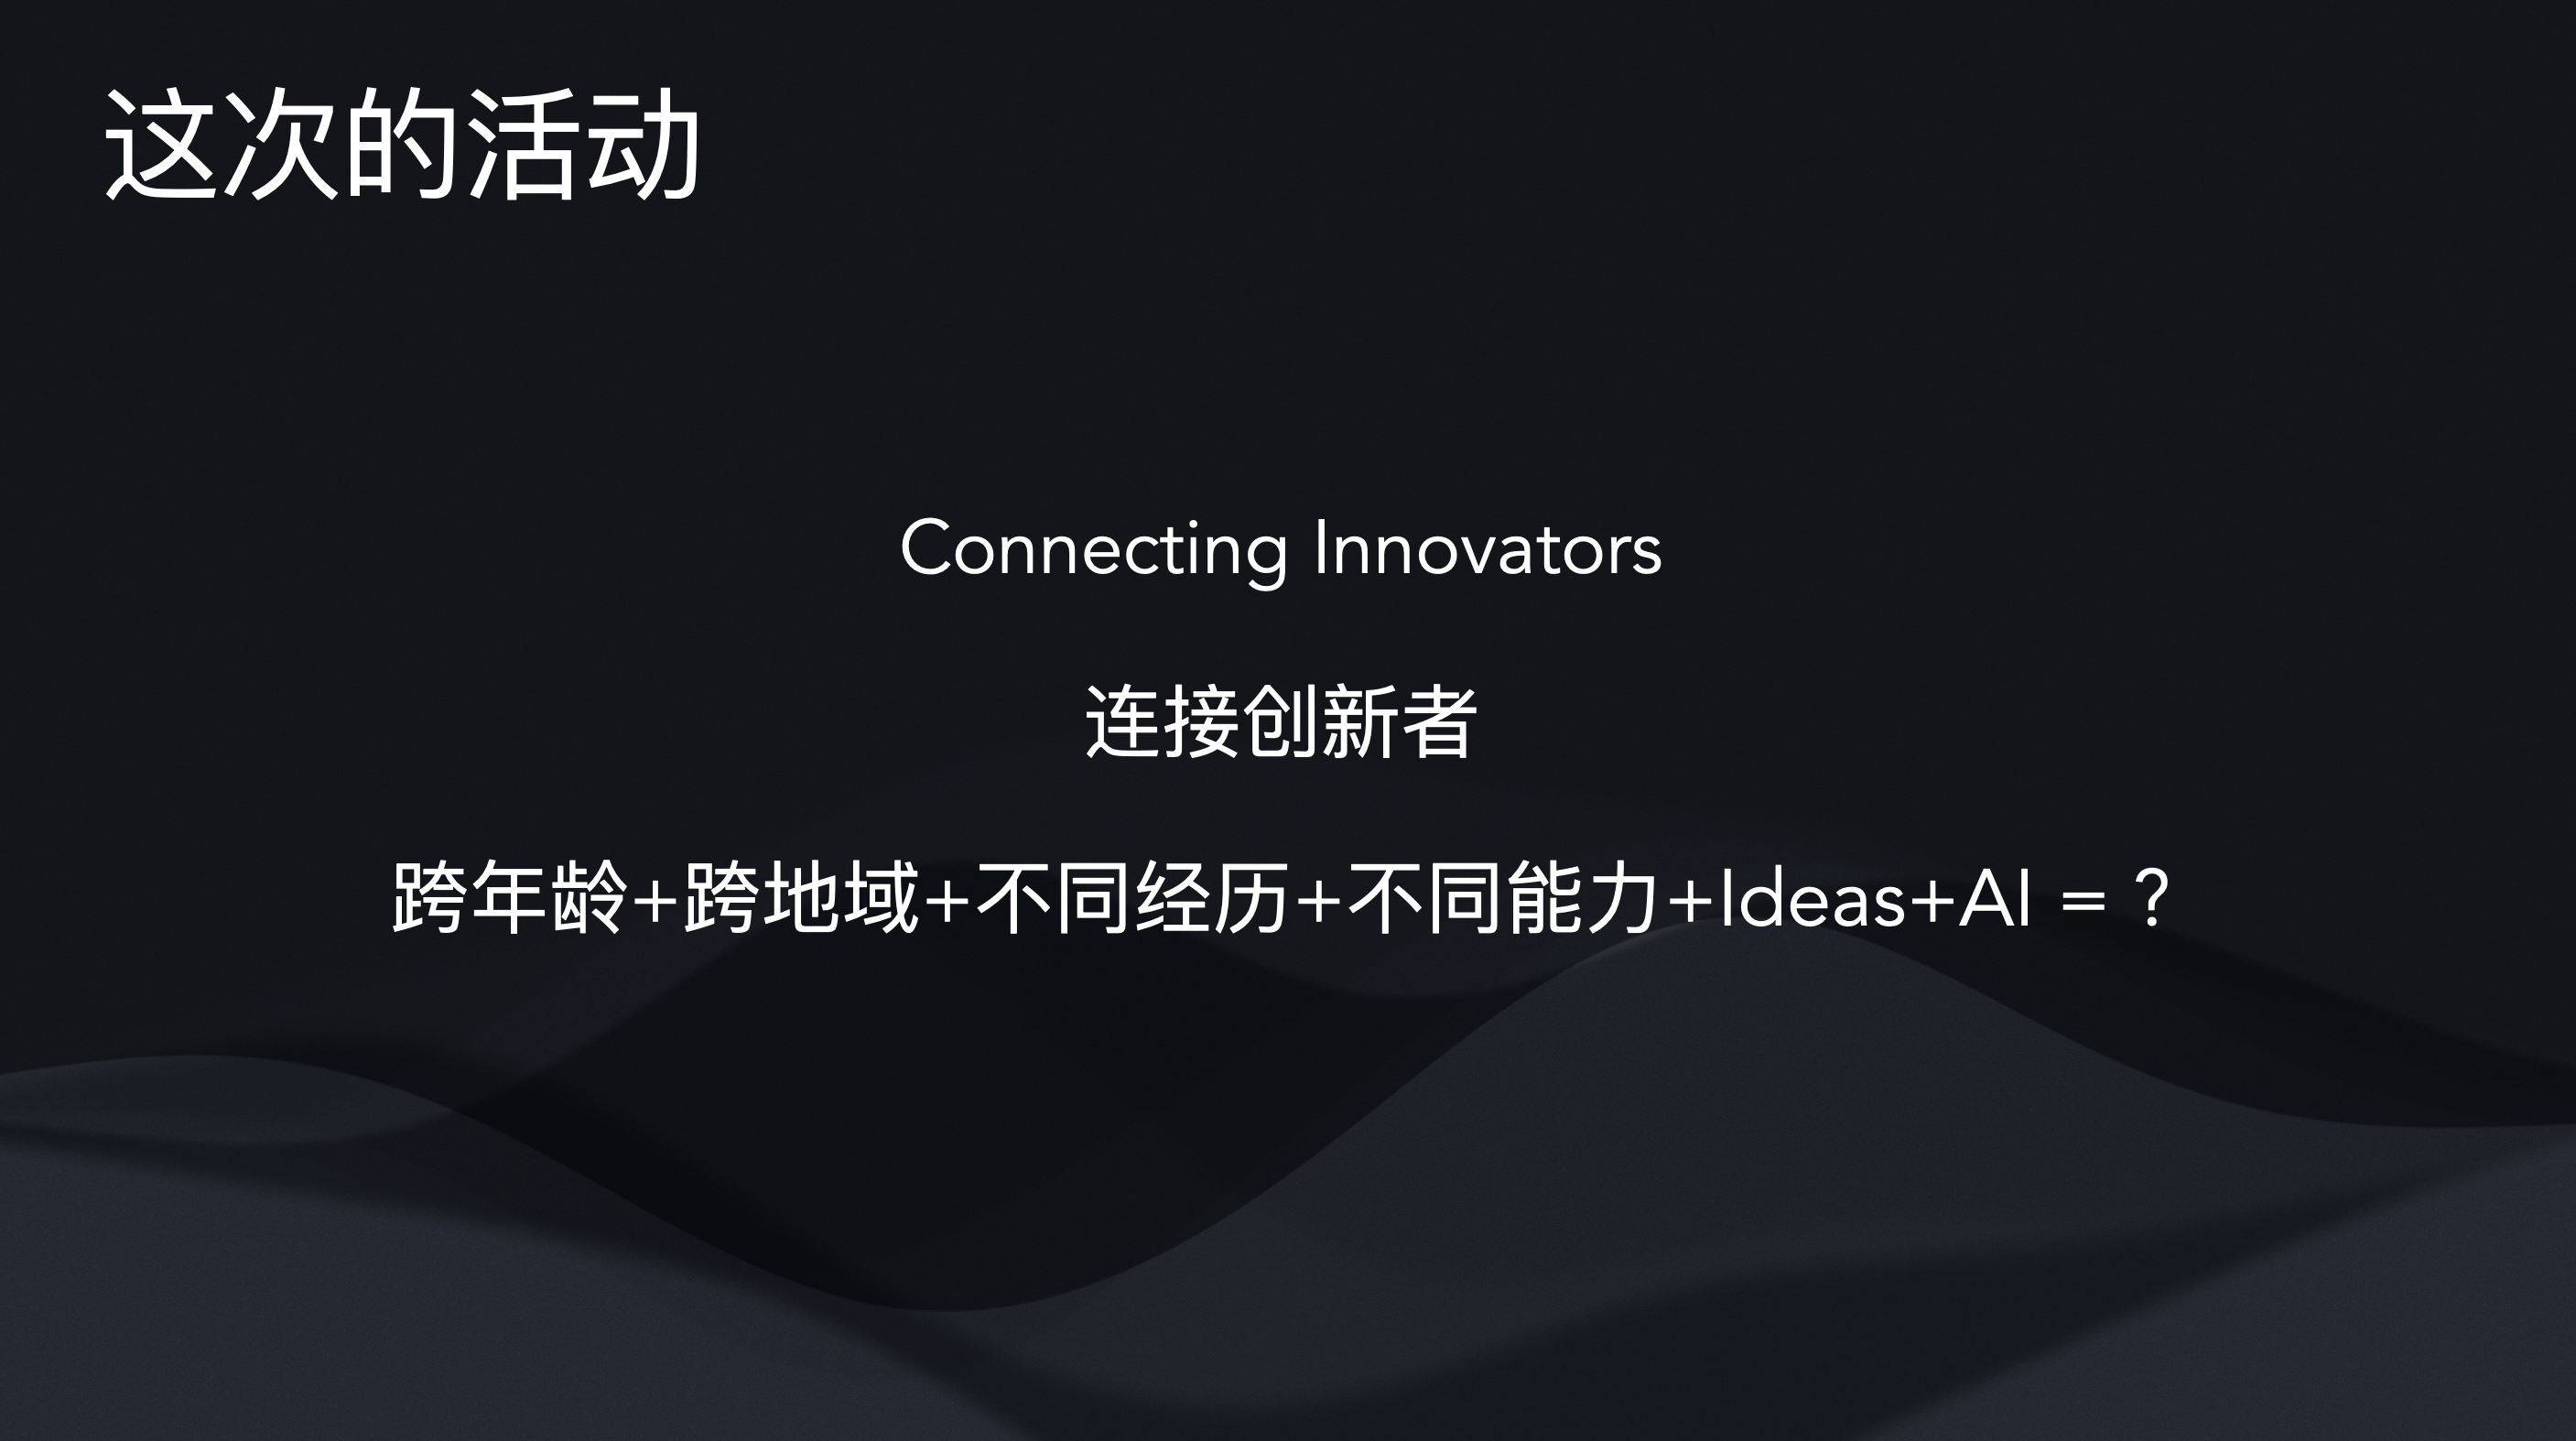 这次的活动
Connecting Innovators
连接创新者
跨年龄+跨地域+不同经历+不同能力+Ideas+AI = ?